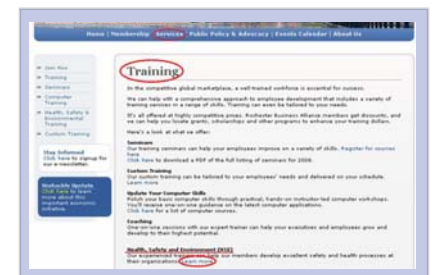 Home | Membership | Services | Public Policy & Advocacy | Events Calendar | About Us
Join Now
Training
Seminars
Computer
Training
Health, Safety &
Environmental
Training
Custom Training
Stay Informed
Click here to signup for
our e-newsletter.
Click here to learn
more about this
important economic
initiative.
Training
In the competitive global marketplace, a well-trained workforce is essential for success.
We can help with a comprehensive approach to employee development that includes a variety of
training services in a range of skills. Training can even be tailored to your needs.
It's all offered at highly competitive prices. Rochester Business Alliance members get discounts, and
we can help you locate grants, scholarships and other programs to enhance your training dollars.
Here's a look at what we offer:
Seminars
Our training seminars can help your employees improve on a variety of skills. Register for courses
here
Click here to download a PDF of the full listing of seminars for 2008.
Custom Training
Our custom training can be tailored to your employees' needs and delivered on your schedule.
Learn more
Update Your Computer Skills
Polish your basic computer skills through practical, hands-on instructor-led computer workshops.
You'll receive one-on-one guidance on the latest computer applications.
Click here for a list of computer courses.
Coaching
One-on-one sessions with our expert trainer can help your executives and employees grow and
develop to their highest potential.
Health, Safety and Environment (HSE)
Our experienced trainers can help our members develop excellent safety and health processes at
their organizations. Learn more